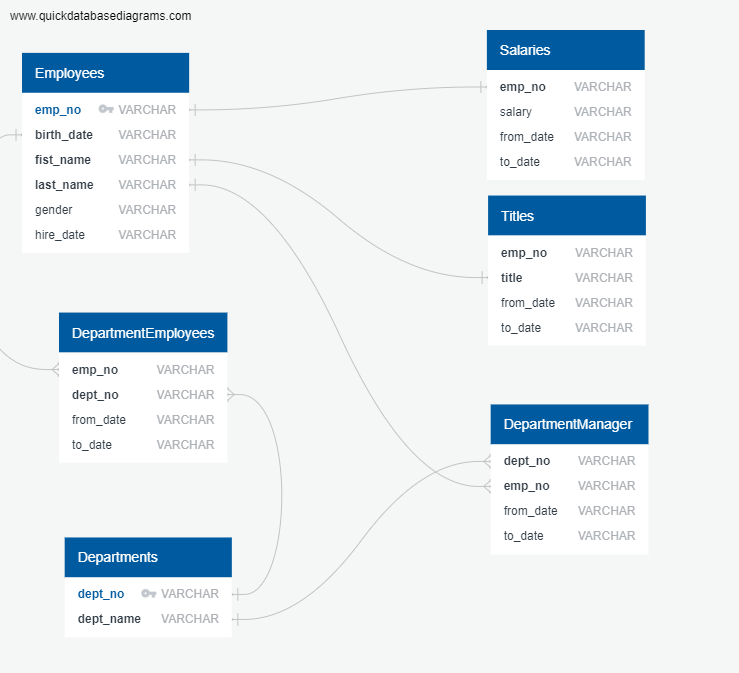 www.quickdatabasediagrams.com
Employees
emp_no VARCHAR
birth_date VARCHAR
fist_name VARCHAR
last_name VARCHAR
gender VARCHAR
hire_date VARCHAR
Salaries
emp_no VARCHAR
salary VARCHAR
from_date VARCHAR
to_date VARCHAR
Titles
emp_no VARCHAR
title VARCHAR
from_date VARCHAR
to_date VARCHAR
DepartmentEmployees
emp_no VARCHAR
dept_no VARCHAR
from_date VARCHAR
to_date VARCHAR
DepartmentManager
dept_no VARCHAR
emp_no VARCHAR
from_date VARCHAR
to_date VARCHAR
Departments
dept_no VARCHAR
dept_name VARCHAR